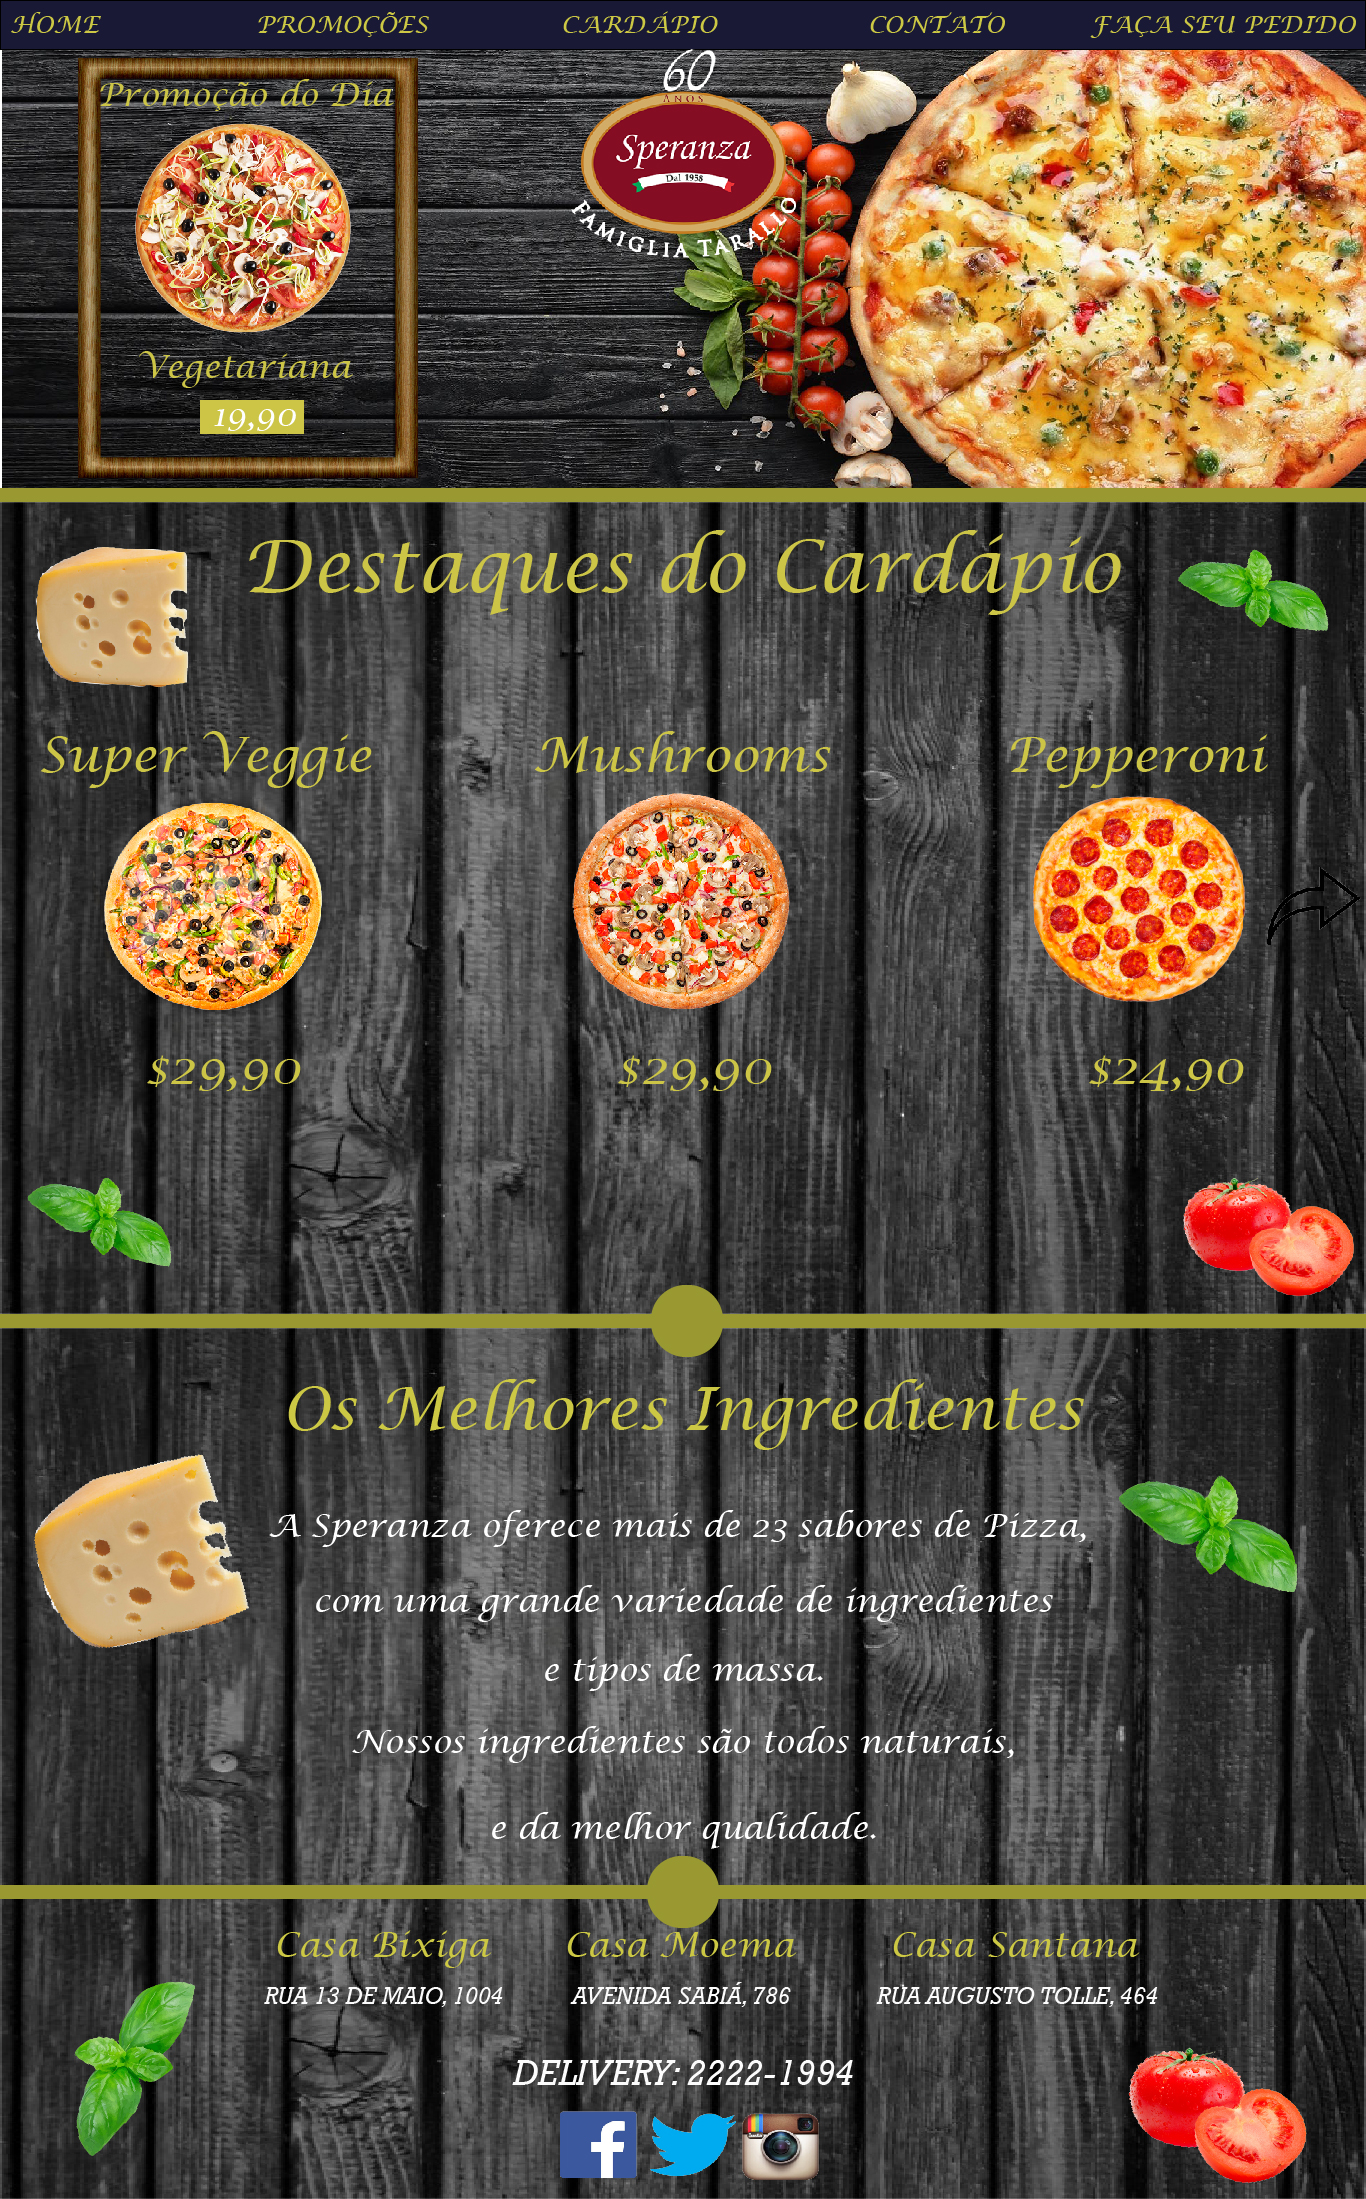 HOME PROMOÇÕES CARDÁPIO CONTATO FAÇA SEU PEDIDO
Promoção do Dia
Vegetariana
19,90
60
ANOS
Speranza
Dal 1958
FAMIGLIA TARALLO
Destaques do Cardápio
Super Veggie Mushrooms Pepperoni
$29,90 $29,90 $24,90
Os Melhores Ingredientes
A Speranza oferece mais de 23 sabores de Pizza,
com uma grande variedade de ingredientes
e tipos de massa.
Nossos ingredientes são todos naturais,
e da melhor qualidade.
Casa Bixiga Casa Moema Casa Santana
RUA 13 DE MAIO, 1004 AVENIDA SABIÁ, 786 RUA AUGUSTO TOLLE, 464
DELIVERY: 2222-1994